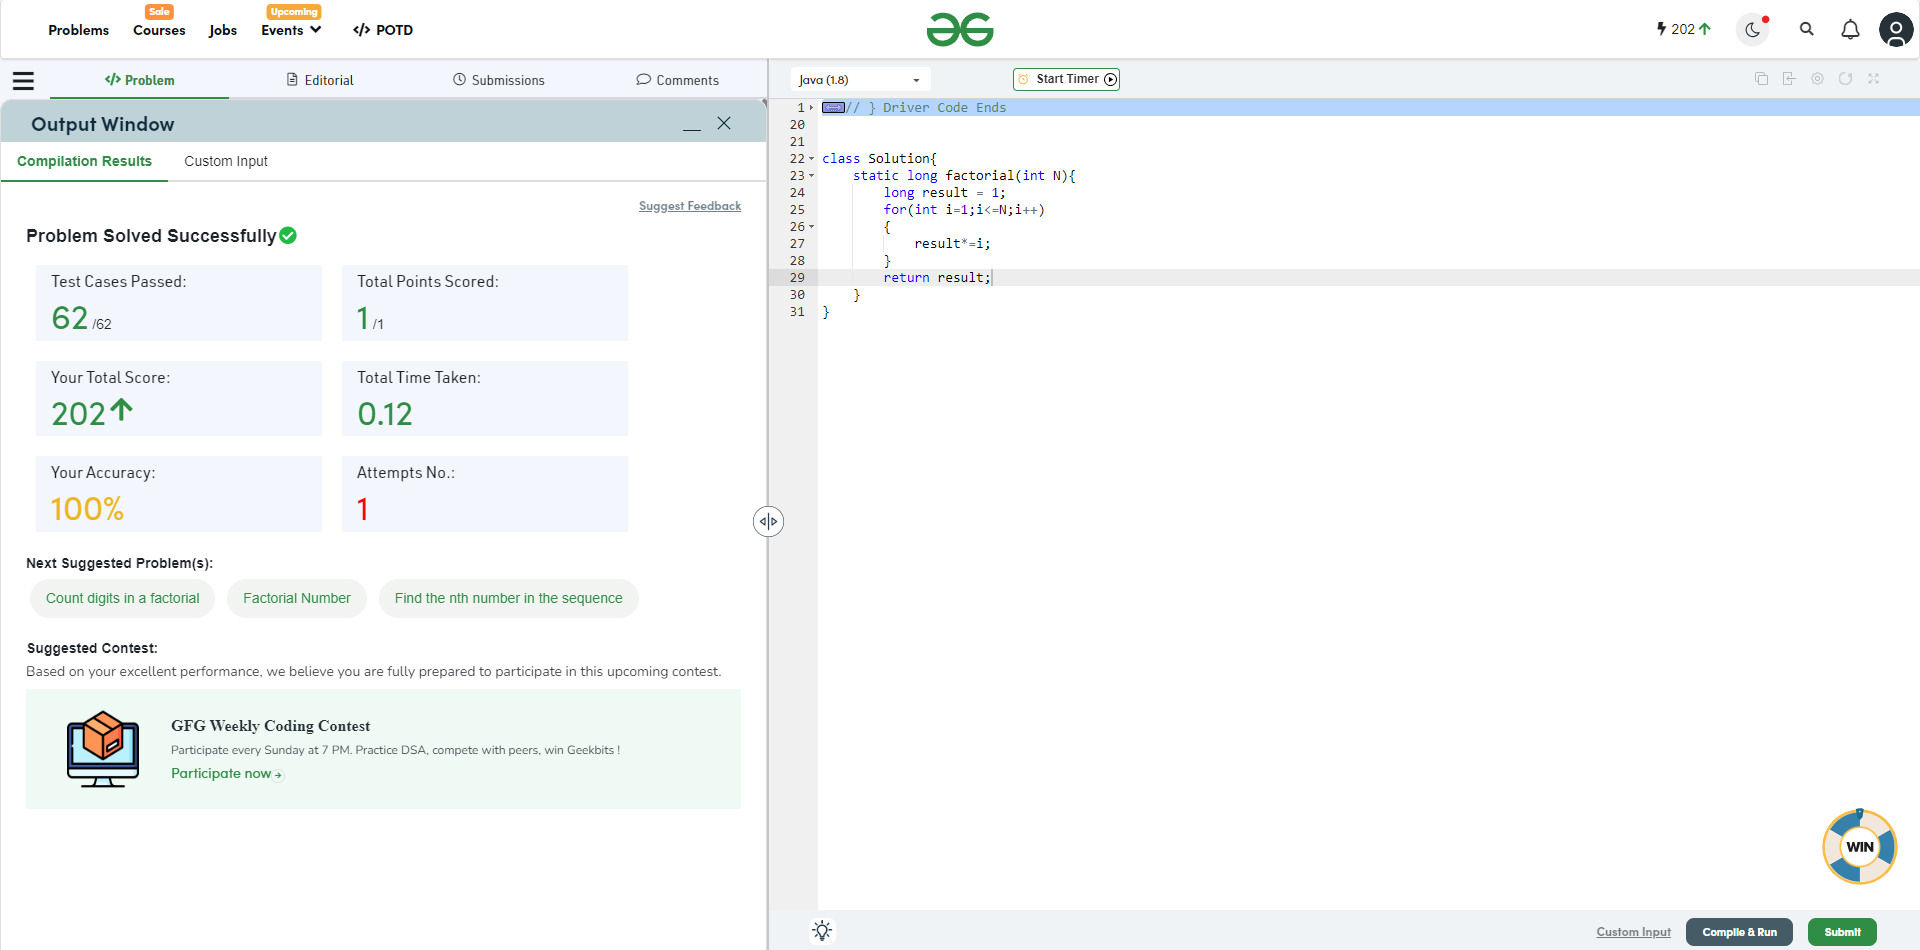 Sale
Upcoming
Problems Courses Jobs Events </> POTD
202
</> Problem Editorial Submissions Comments
Java (1.8)
Start Timer
Output Window
Compilation Results Custom Input
Suggest Feedback
Problem Solved Successfully
Test Cases Passed:
62 /62
Total Points Scored:
1 /1
Your Total Score:
202
Total Time Taken:
0.12
Your Accuracy:
100%
Attempts No.:
1
Next Suggested Problem(s):
Count digits in a factorial Factorial Number Find the nth number in the sequence
Suggested Contest:
Based on your excellent performance, we believe you are fully prepared to participate in this upcoming contest.
GFG Weekly Coding Contest
Participate every Sunday at 7 PM. Practice DSA, compete with peers, win Geekbits !
Participate now
1 // } Driver Code Ends
20
21
22 class Solution{
23 static long factorial(int N){
24 long result = 1;
25 for(int i=1;i<=N;i++)
26 {
27 result*=i;
28 }
29 return result;
30 }
31 }
WIN
Custom Input Compile & Run Submit